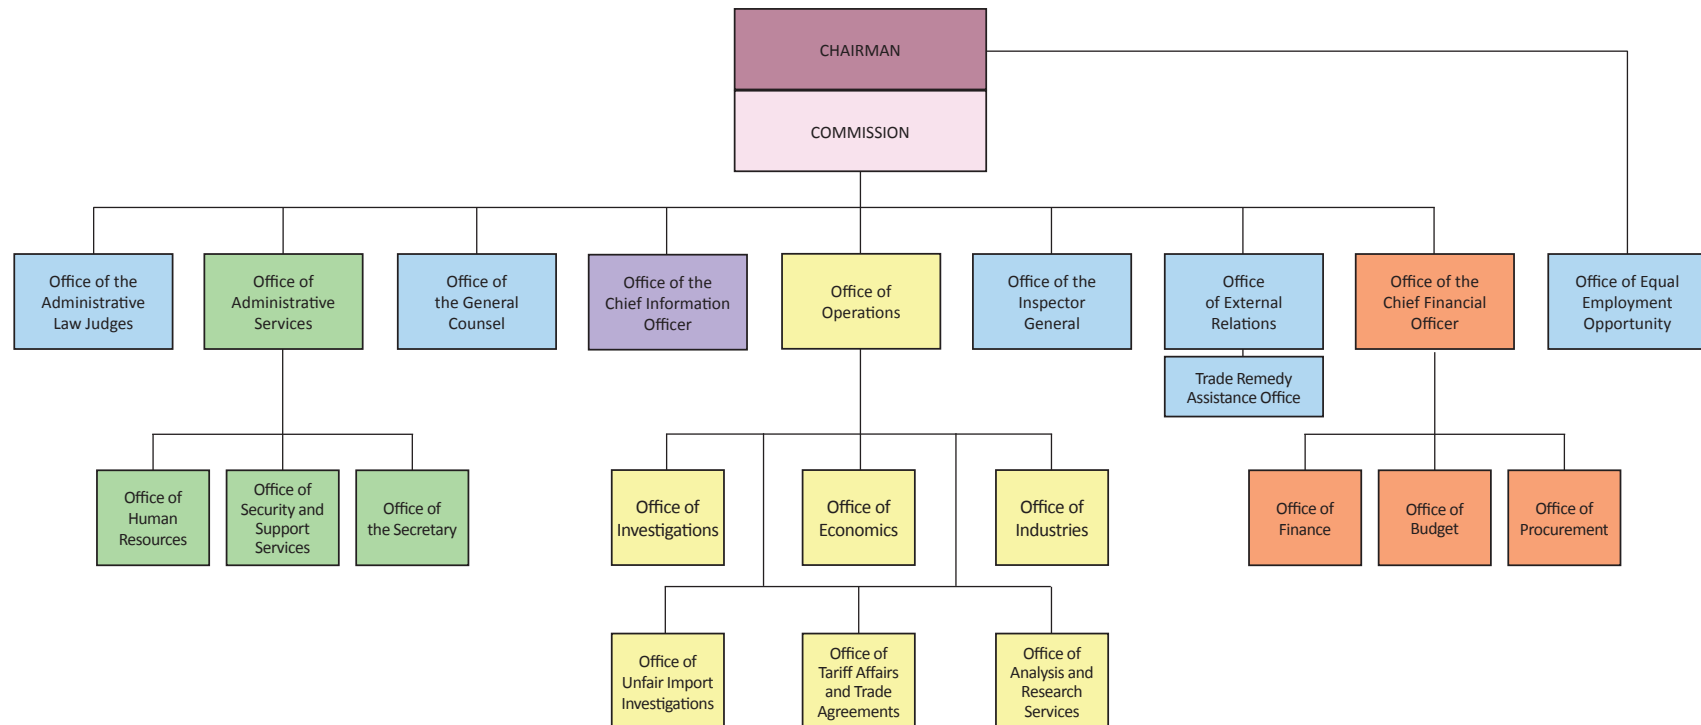 CHAIRMAN
COMMISSION
Office of the
Administrative
Law Judges
Office of
Administrative
Services
Office of
the General
Counsel
Office of the
Chief Information
Officer
Office of
Operations
Office of the
Inspector
General
Office
of External
Relations
Office of the
Chief Financial
Officer
Office of Equal
Employment
Opportunity
Trade Remedy
Assistance Office
Office of
Human
Resources
Office of
Security and
Support
Services
Office of
the Secretary
Office of
Investigations
Office of
Economics
Office of
Industries
Office of
Finance
Office of
Budget
Office of
Procurement
Office of
Unfair Import
Investigations
Office of
Tariff Affairs
and Trade
Agreements
Office of
Analysis and
Research
Services